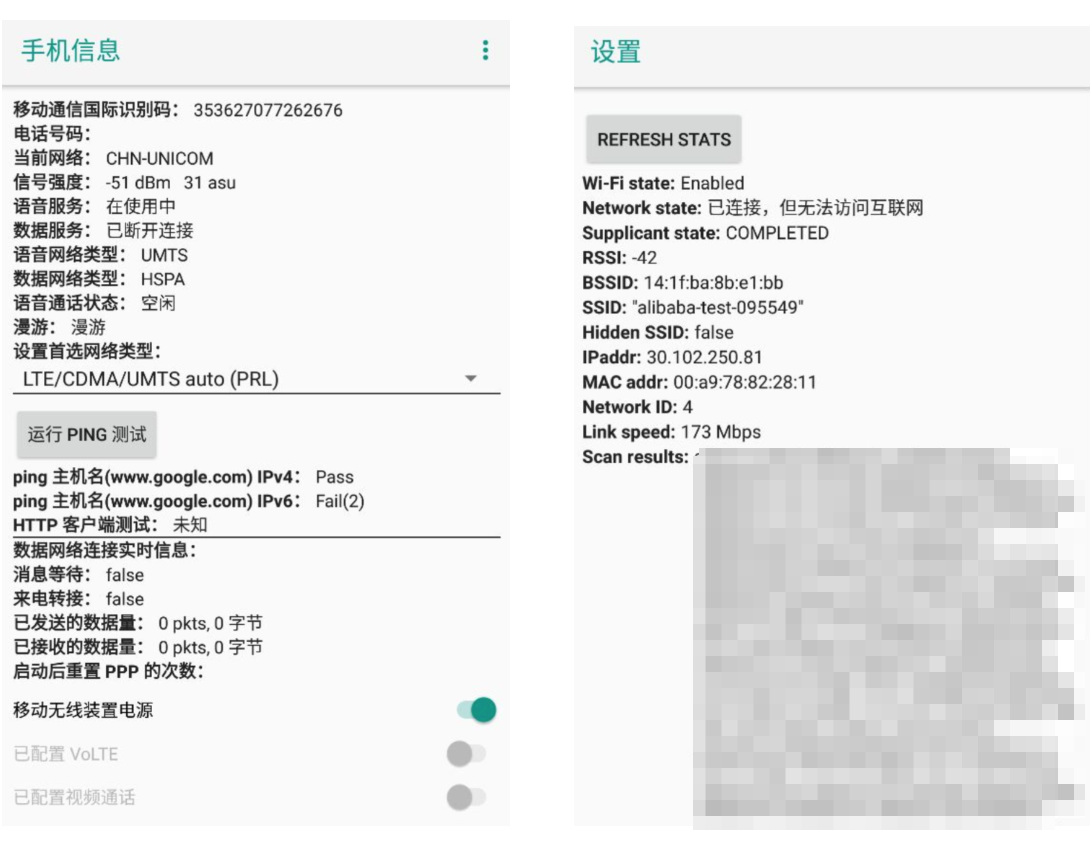 手机信息
移动通信国际识别码： 353627077262676
电话号码：
当前网络： CHN-UNICOM
信号强度： -51 dBm 31 asu
语音服务： 在使用中
数据服务： 已断开连接
语音网络类型： UMTS
数据网络类型： HSPA
语音通话状态： 空闲
漫游： 漫游
设置首选网络类型：
LTE/CDMA/UMTS auto (PRL)
运行 PING 测试
ping 主机名(www.google.com) IPv4： Pass
ping 主机名(www.google.com) IPv6： Fail(2)
HTTP 客户端测试： 未知
数据网络连接实时信息：
消息等待： false
来电转接： false
已发送的数据量： 0 pkts, 0 字节
已接收的数据量： 0 pkts, 0 字节
启动后重置 PPP 的次数：
移动无线装置电源
已配置 VoLTE
已配置视频通话
设置
REFRESH STATS
Wi-Fi state: Enabled
Network state: 已连接，但无法访问互联网
Supplicant state: COMPLETED
RSSI: -42
BSSID: 14:1f:ba:8b:e1:bb
SSID: "alibaba-test-095549"
Hidden SSID: false
IPaddr: 30.102.250.81
MAC addr: 00:a9:78:82:28:11
Network ID: 4
Link speed: 173 Mbps
Scan results: